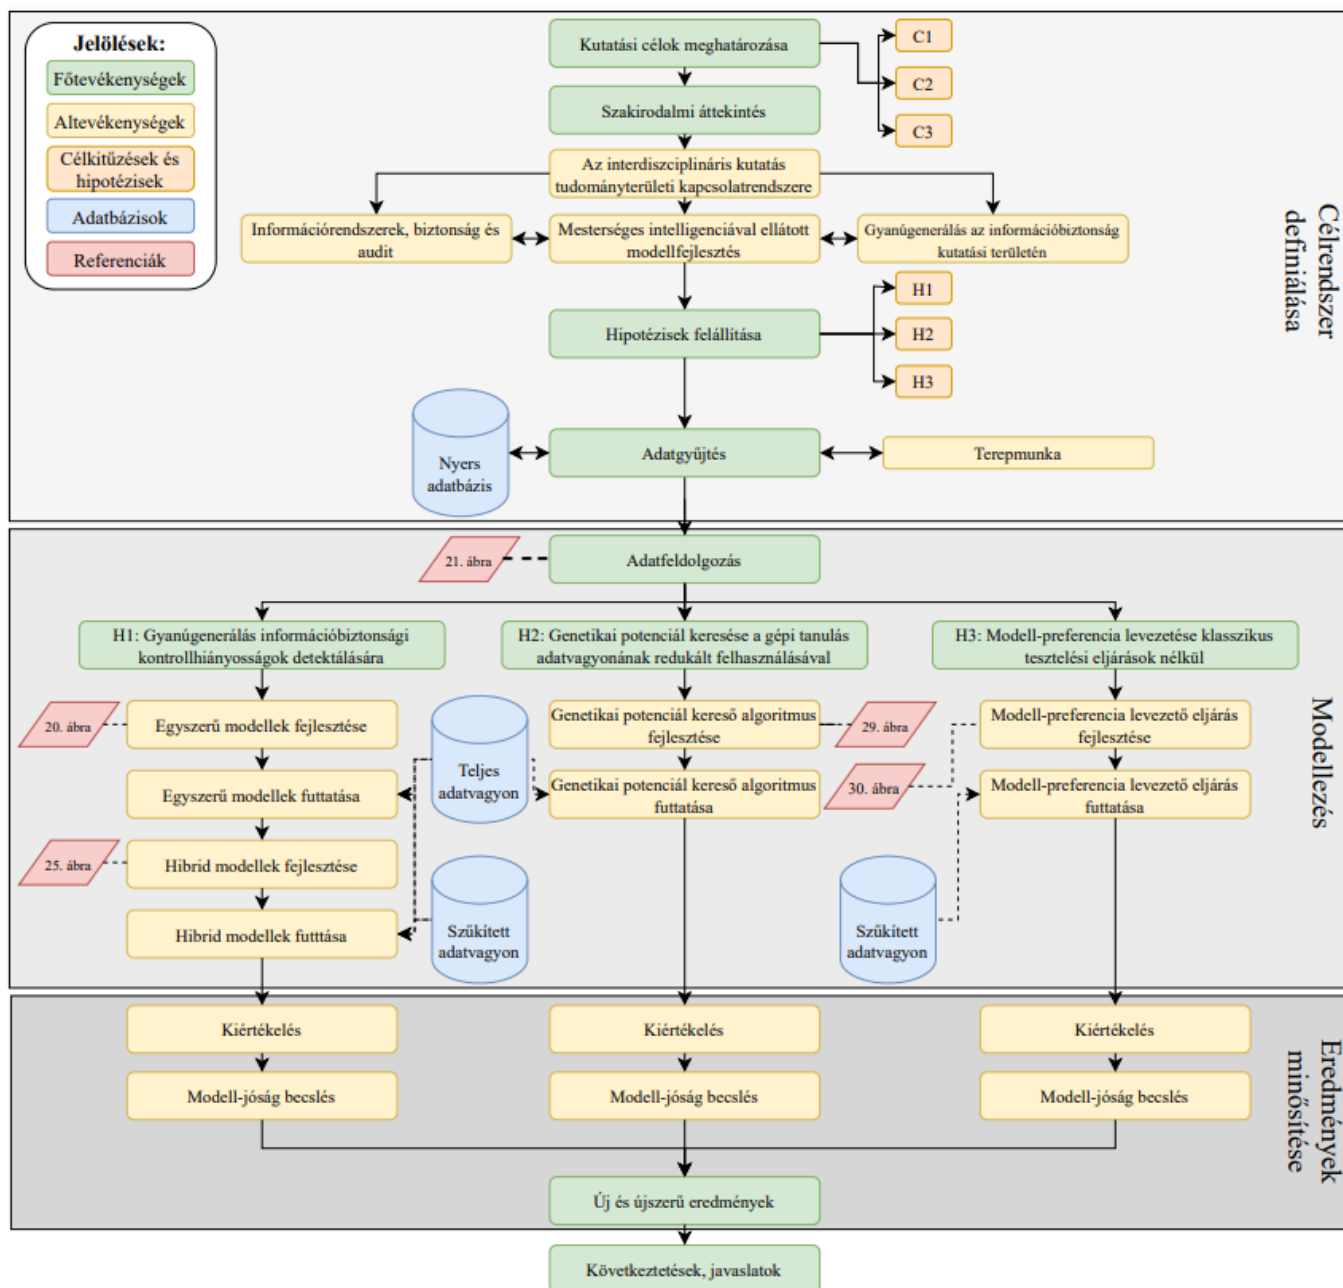 Jelölések:
Főtevékenységek
Altevékenységek
Célkitűzések és
hipotézisek
Adatbázisok
Referenciák
Kutatási célok meghatározása
C1
C2
C3
Szakirodalmi áttekintés
Az interdiszciplináris kutatás
tudományterületi kapcsolatrendszere
Információrendszerek, biztonság és
audit
Mesterséges intelligenciával ellátott
modellfejlesztés
Gyanúgenerálás az információbiztonság
kutatási területén
Hipotézisek felállítása
H1
H2
H3
Nyers
adatbázis
Adatgyűjtés
Terepmunka
Célrendszer
definiálása
21. ábra
Adatfeldolgozás
H1: Gyanúgenerálás információbiztonsági
kontrollhiányosságok detektálására
H2: Genetikai potenciál keresése a gépi tanulás
adatvagyonának redukált felhasználásával
H3: Modell-preferencia levezetése klasszikus
tesztelési eljárások nélkül
20. ábra
Egyszerű modellek fejlesztése
Egyszerű modellek futtatása
25. ábra
Hibrid modellek fejlesztése
Hibrid modellek futttása
Teljes
adatvagyon
Szűkített
adatvagyon
Genetikai potenciál kereső algoritmus
fejlesztése
Genetikai potenciál kereső algoritmus
futtatása
29. ábra
30. ábra
Modell-preferencia levezető eljárás
fejlesztése
Modell-preferencia levezető eljárás
futtatása
Szűkített
adatvagyon
Modellezés
Kiértékelés
Kiértékelés
Kiértékelés
Modell-jóság becslés
Modell-jóság becslés
Modell-jóság becslés
Új és újszerű eredmények
Eredmények
minősítése
Következtetések, javaslatok